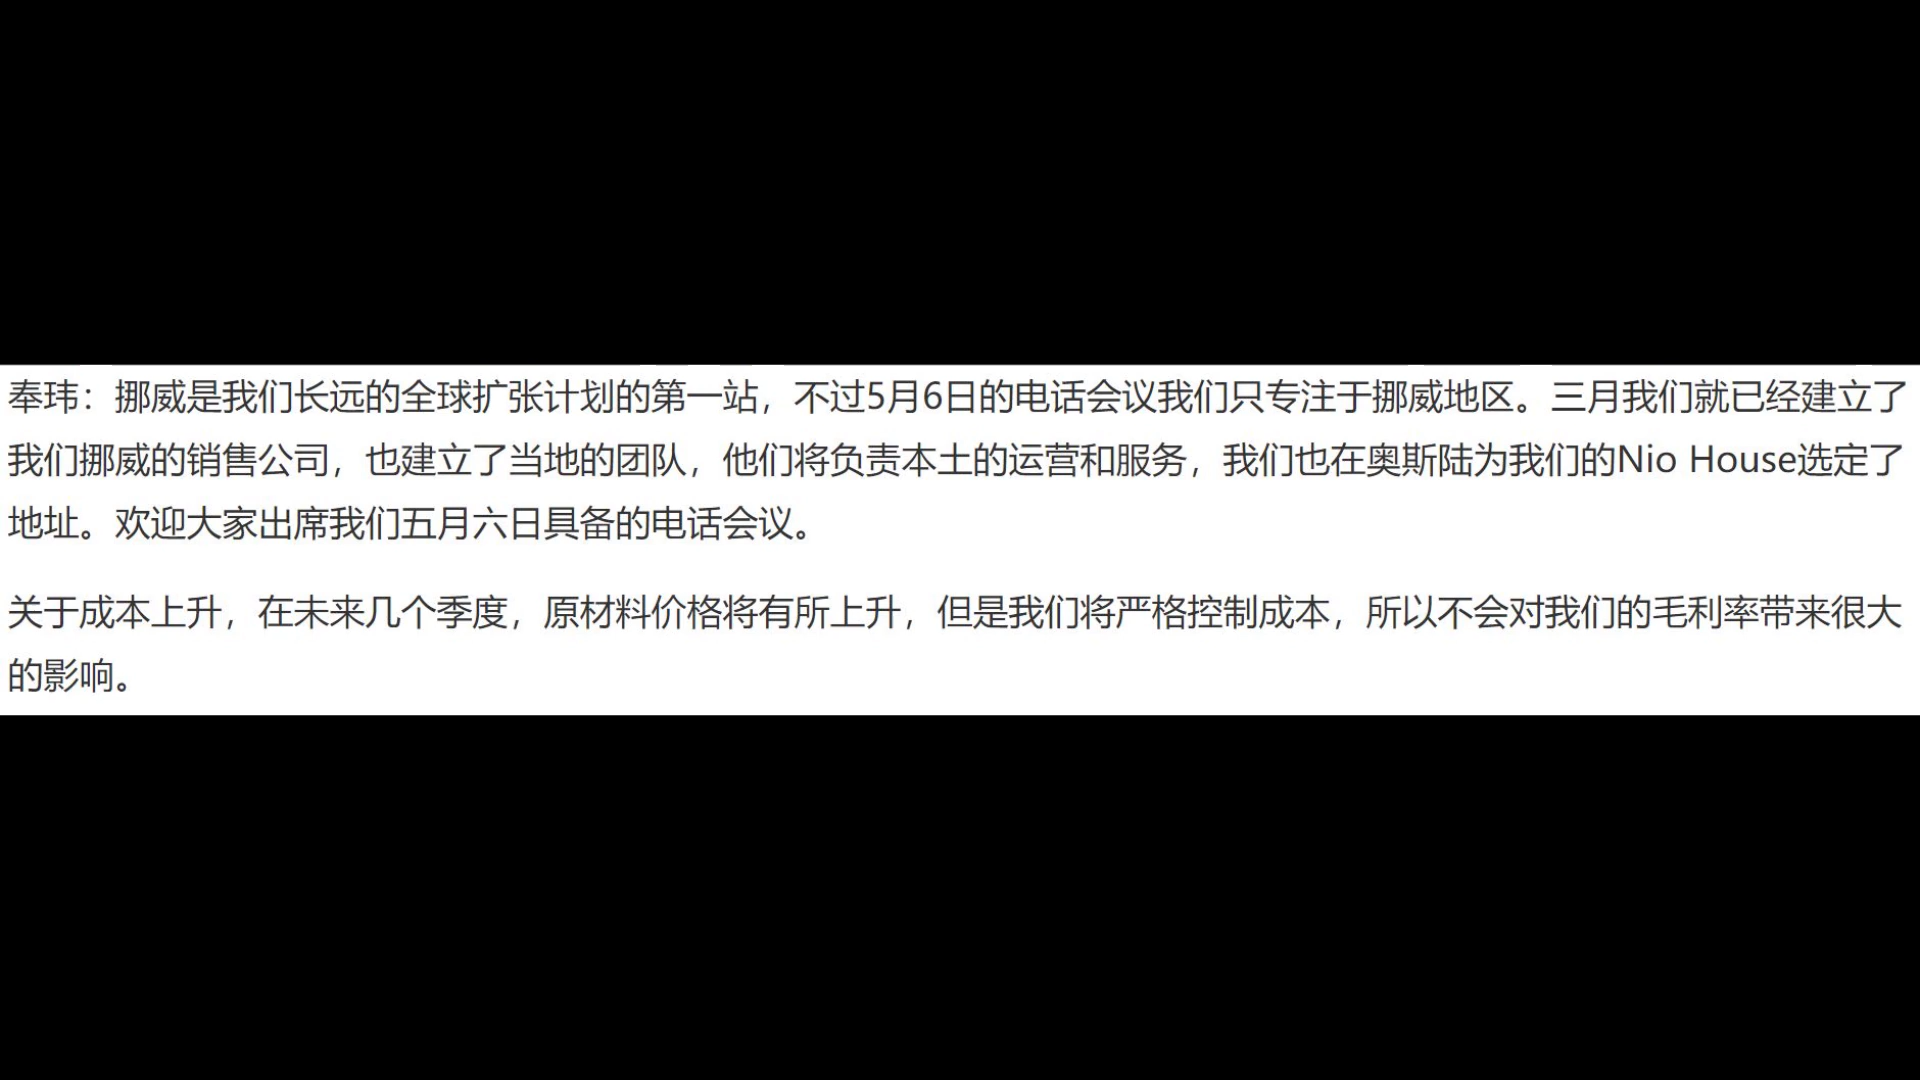 奉玮：挪威是我们长远的全球扩张计划的第一站，不过5月6日的电话会议我们只专注于挪威地区。三月我们就已经建立了
我们挪威的销售公司，也建立了当地的团队，他们将负责本土的运营和服务，我们也在奥斯陆为我们的Nio House选定了
地址。欢迎大家出席我们五月六日具备的电话会议。
关于成本上升，在未来几个季度，原材料价格将有所上升，但是我们将严格控制成本，所以不会对我们的毛利率带来很大
的影响。